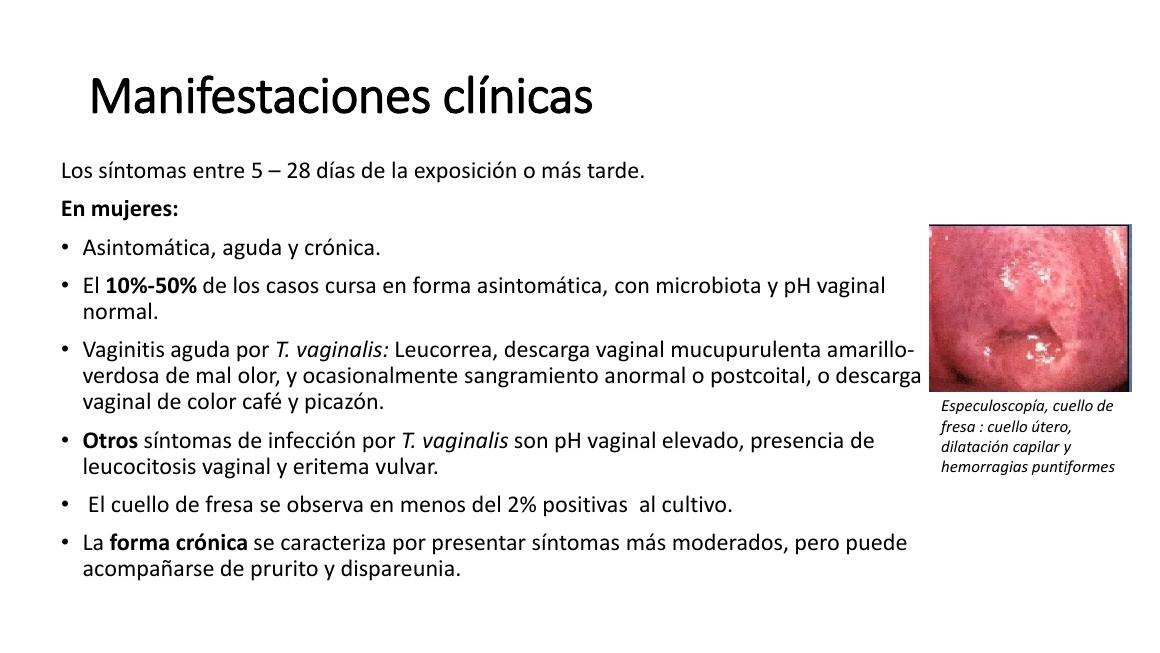 Manifestaciones clínicas
Los síntomas entre 5 – 28 días de la exposición o más tarde.
En mujeres:
• Asintomática, aguda y crónica.
• El 10%-50% de los casos cursa en forma asintomática, con microbiota y pH vaginal
normal.
• Vaginitis aguda por T. vaginalis: Leucorrea, descarga vaginal mucupurulenta amarillo-
verdosa de mal olor, y ocasionalmente sangramiento anormal o postcoital, o descarga
vaginal de color café y picazón.
• Otros síntomas de infección por T. vaginalis son pH vaginal elevado, presencia de
leucocitosis vaginal y eritema vulvar.
• El cuello de fresa se observa en menos del 2% positivas  al cultivo.
• La forma crónica se caracteriza por presentar síntomas más moderados, pero puede
acompañarse de prurito y dispareunia.
Especuloscopía, cuello de
fresa : cuello útero,
dilatación capilar y
hemorragias puntiformes